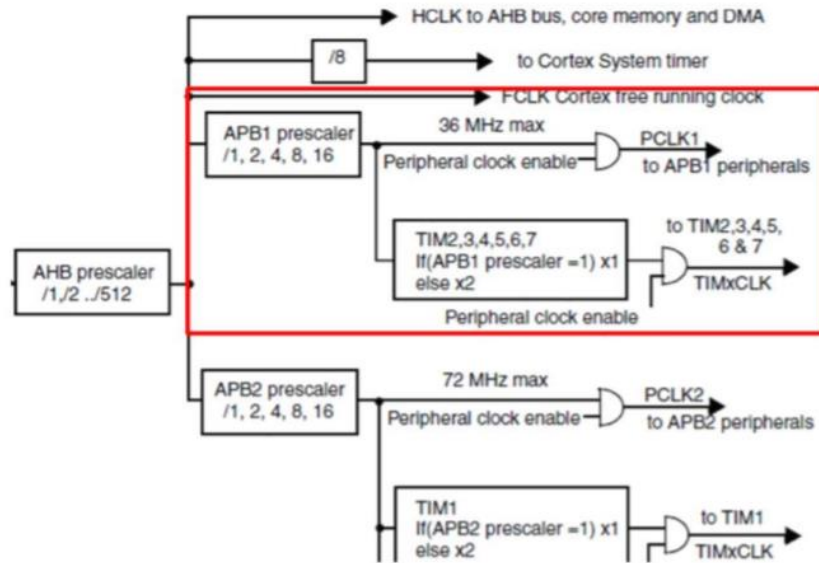 HCLK to AHB bus, core memory and DMA
/8
to Cortex System timer
FCLK Cortex free running clock
APB1 prescaler
/1, 2, 4, 8, 16
36 MHz max
Peripheral clock enable
PCLK1
to APB1 peripherals
TIM2,3,4,5,6,7
If(APB1 prescaler =1) x1
else x2
to TIM2,3,4,5,
6 & 7
TIMxCLK
Peripheral clock enable
AHB prescaler
/1,/2 ../512
APB2 prescaler
/1, 2, 4, 8, 16
72 MHz max
Peripheral clock enable
PCLK2
to APB2 peripherals
TIM1
If(APB2 prescaler =1) x1
else x2
to TIM1
TIMxCLK